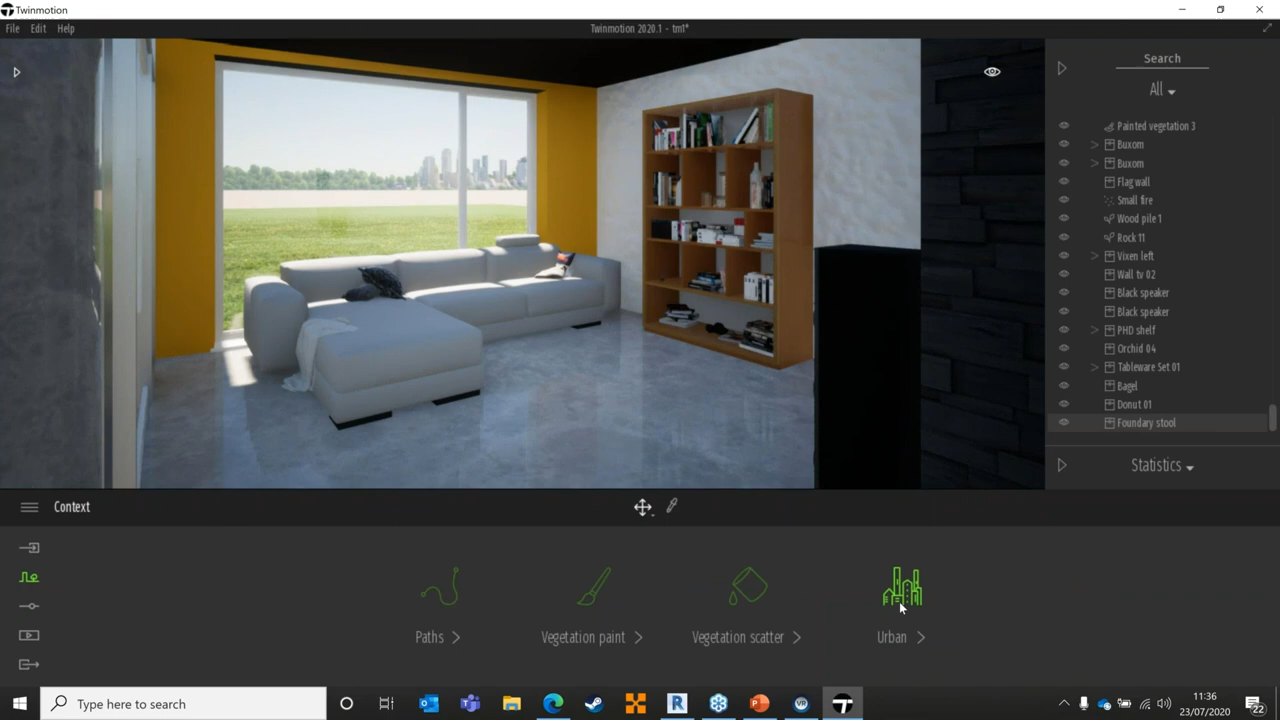 Twinmotion
File Edit Help
Twinmotion 2020.1 - tm1*
Search
All
Painted vegetation 3
Buxom
Buxom
Flag wall
Small fire
Wood pile 1
Rock 11
Vixen left
Wall tv 02
Black speaker
Black speaker
PHD shelf
Orchid 04
Tableware Set 01
Bagel
Donut 01
Foundary stool
Statistics
Context
Paths
Vegetation paint
Vegetation scatter
Urban
Type here to search
11:36
23/07/2020
22